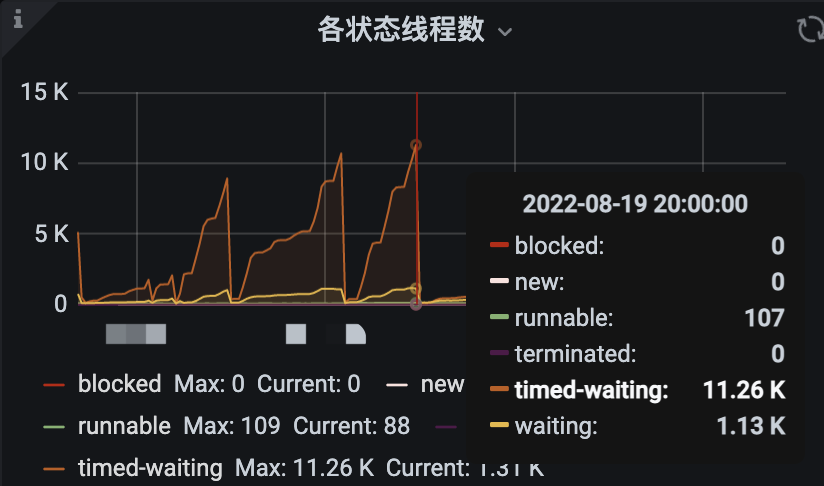 i
各状态线程数
15 K
10 K
5 K
0
2022-08-19 20:00:00
blocked: 0
new: 0
runnable: 107
terminated: 0
timed-waiting: 11.26 K
waiting: 1.13 K
blocked Max: 0 Current: 0 new
runnable Max: 109 Current: 88
timed-waiting Max: 11.26 K Current: 1.31 K